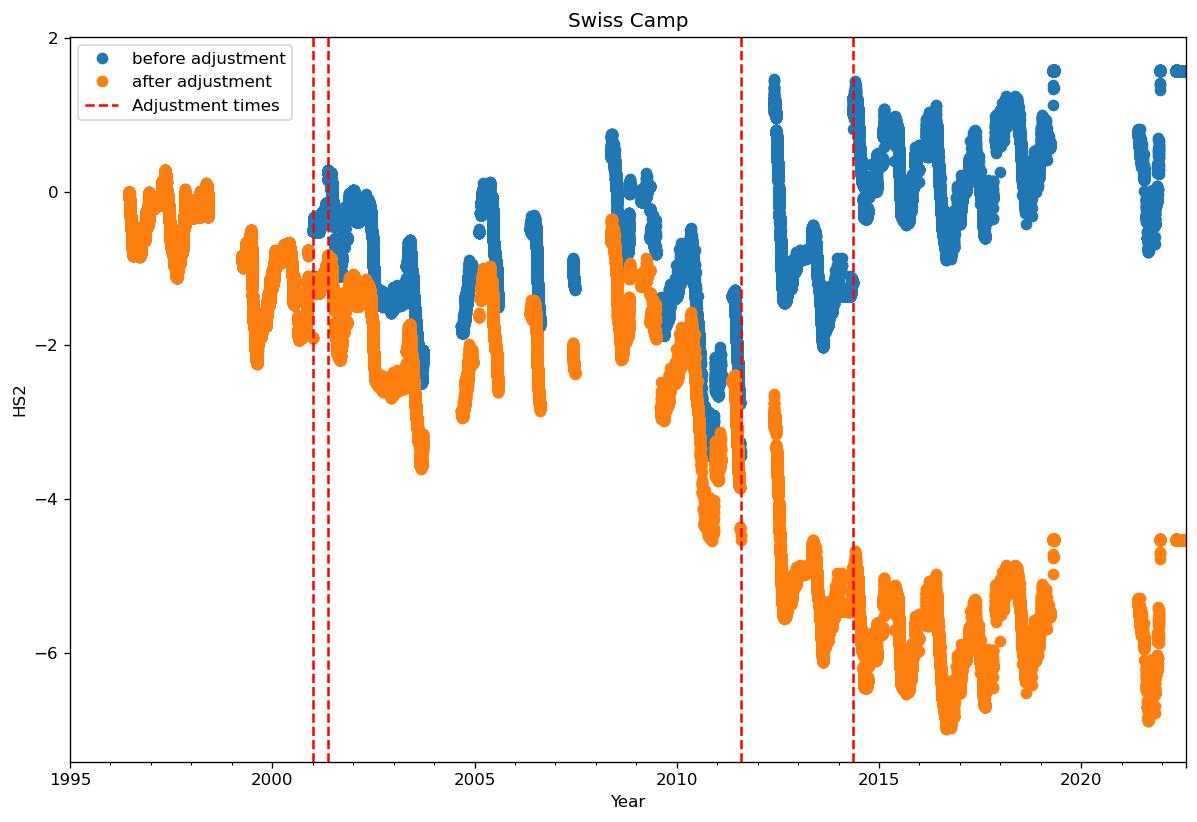 Swiss Camp
before adjustment
after adjustment
Adjustment times
HS2
2
0
−2
−4
−6
1995 2000 2005 2010 2015 2020
Year